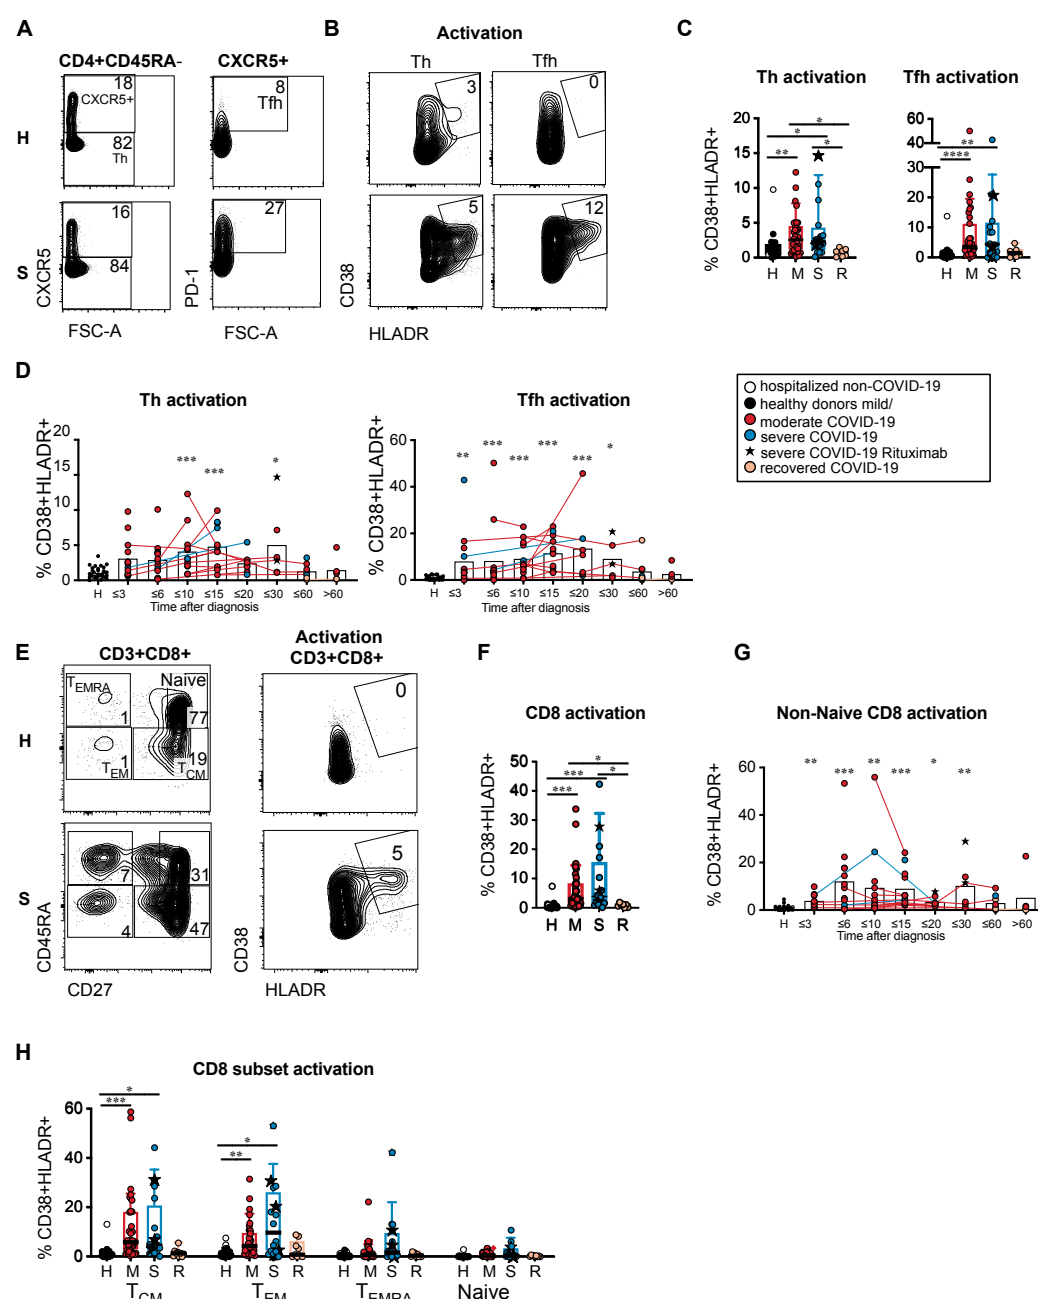 A
B
C
CD4+CD45RA-
CXCR5+
Activation
Th
Tfh
Th activation
Tfh activation
H
18
CXCR5+
82
Th
8
Tfh
3
0
S
16
84
27
5
12
CXCR5
PD-1
CD38
FSC-A
FSC-A
HLADR
% CD38+HLADR+
20
15
10
5
0
*
*
**
*
H M S R
60
40
30
20
10
0
**
****
H M S R
hospitalized non-COVID-19
healthy donors mild/
moderate COVID-19
severe COVID-19
severe COVID-19 Rituximab
recovered COVID-19
D
Th activation
Tfh activation
% CD38+HLADR+
20
15
10
5
0
***
***
*
H ≤3 ≤6 ≤10 ≤15 ≤20 ≤30 ≤60 >60
Time after diagnosis
% CD38+HLADR+
60
40
20
0
**
***
***
***
***
*
H ≤3 ≤6 ≤10 ≤15 ≤20 ≤30 ≤60 >60
Time after diagnosis
E
CD3+CD8+
Activation
CD3+CD8+
H
TEMRA
Naive
1
77
1
19
TEM
TCM
0
S
7
31
4
47
5
CD45RA
CD38
CD27
HLADR
F
CD8 activation
% CD38+HLADR+
50
40
30
20
10
0
*
***
*
***
H M S R
G
Non-Naive CD8 activation
% CD38+HLADR+
60
40
20
0
**
***
**
***
*
**
H ≤3 ≤6 ≤10 ≤15 ≤20 ≤30 ≤60 >60
Time after diagnosis
H
CD8 subset activation
% CD38+HLADR+
60
40
20
0
*
***
*
**
H M S R H M S R H M S R H M S R
TCM TEM TEMRA Naive